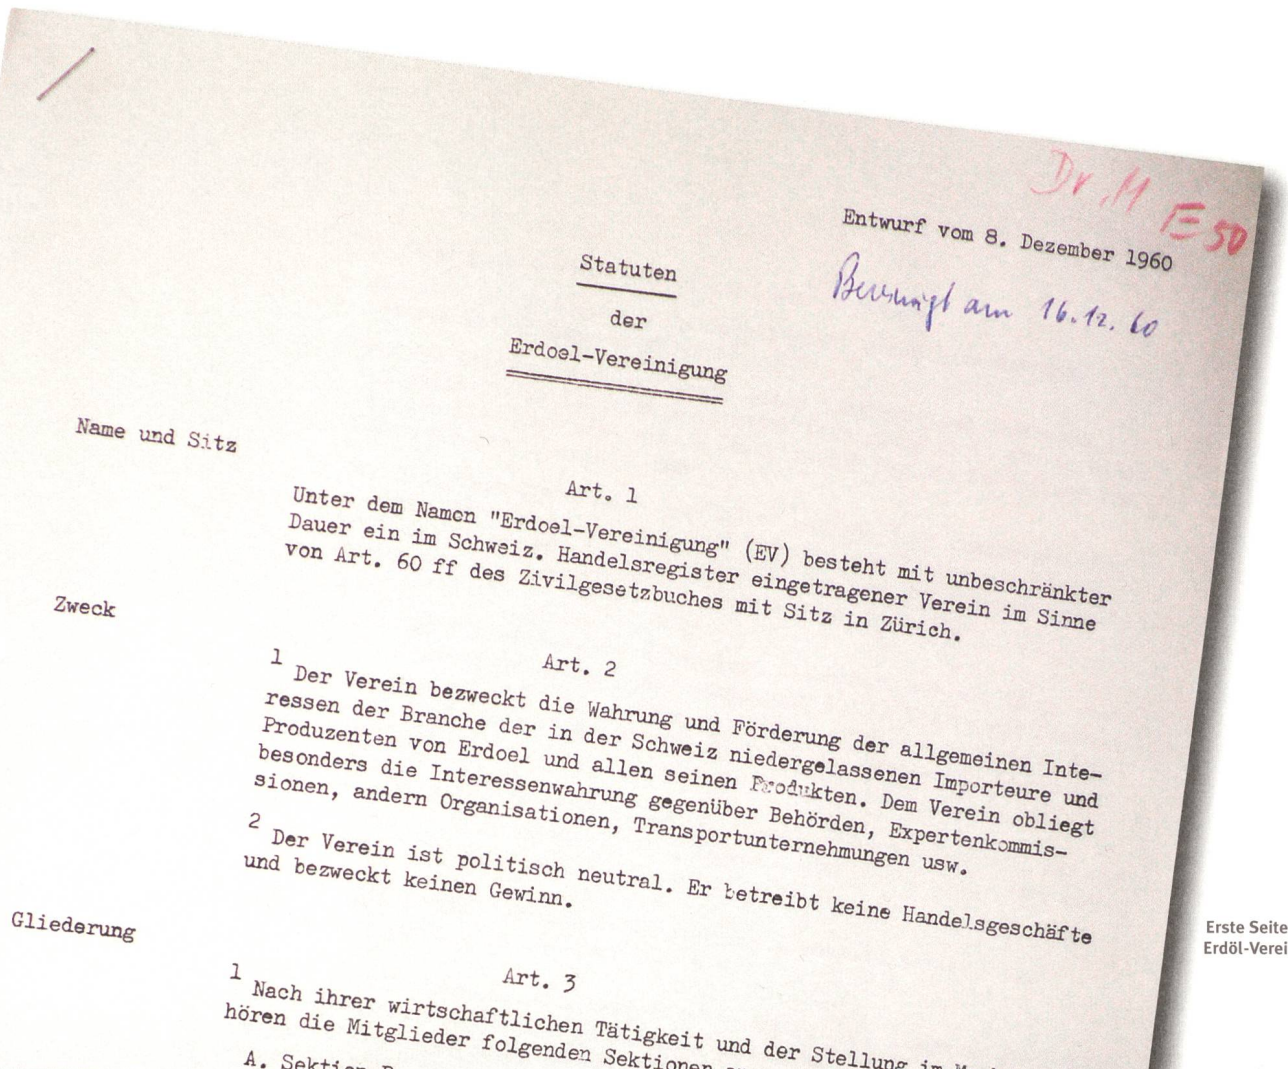 Dr. M
E 50
Entwurf vom 8. Dezember 1960
Bereinigt am 16.12.60
Statuten
der
Erdoel-Vereinigung
Name und Sitz
Art. 1
Unter dem Namen "Erdoel-Vereinigung" (EV) besteht mit unbeschränkter
Dauer ein im Schweiz. Handelsregister eingetragener Verein im Sinne
von Art. 60 ff des Zivilgesetzbuches mit Sitz in Zürich.
Zweck
Art. 2
1 Der Verein bezweckt die Wahrung und Förderung der allgemeinen Inte-
ressen der Branche der in der Schweiz niedergelassenen Importeure und
Produzenten von Erdoel und allen seinen Produkten. Dem Verein obliegt
besonders die Interessenwahrung gegenüber Behörden, Expertenkommis-
sionen, andern Organisationen, Transportunternehmungen usw.
2 Der Verein ist politisch neutral. Er betreibt keine Handelsgeschäfte
und bezweckt keinen Gewinn.
Gliederung
Art. 3
1 Nach ihrer wirtschaftlichen Tätigkeit und der Stellung im
hören die Mitglieder folgenden Sektionen
A. Sektion
Erste Seite
Erdöl-Verei